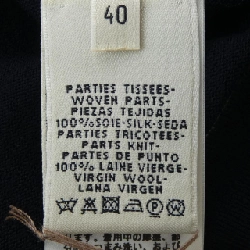 40
PARTIES TISSEES-
WOVEN PARTS-
PIEZAS TEJIDAS
100%SOIE-SILK-SEDA
PARTIES TRICOTEES-
PARTS KNIT-
PARTES DE PUNTO
100% LAINE VIERGE-
VIRGIN WOOL-
LANA VIRGEN